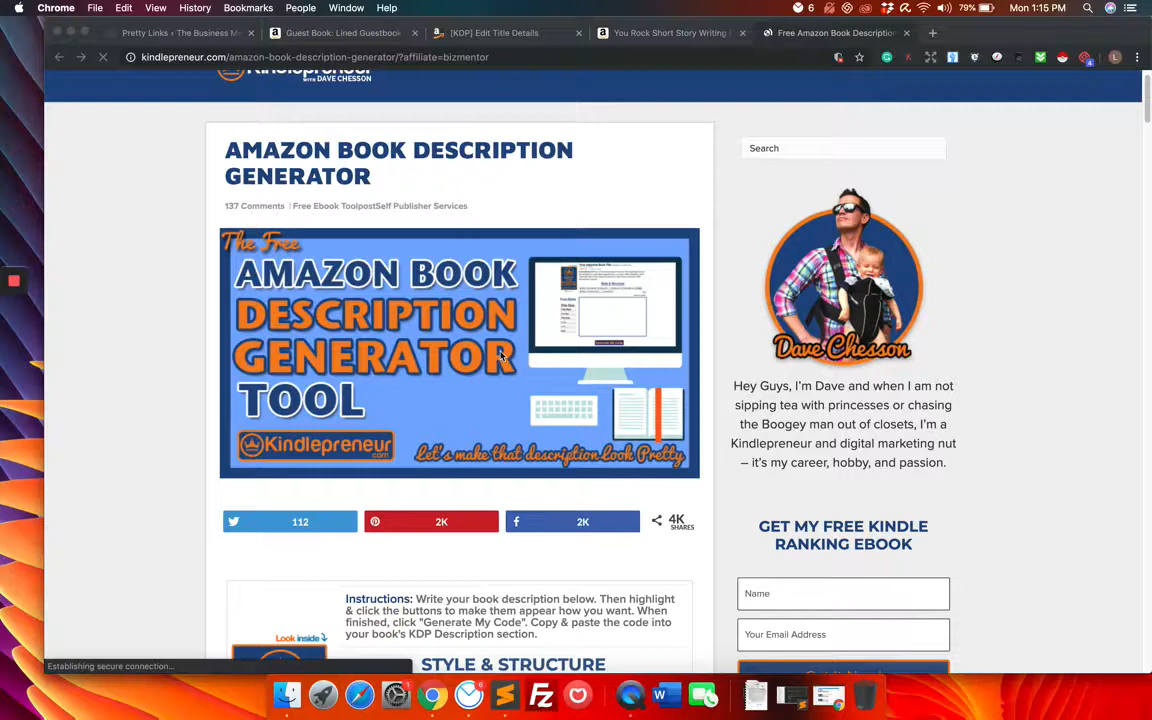 Chrome File Edit View History Bookmarks People Window Help
6 79% Mon 1:15 PM
Pretty Links ‹ The Business Me
Guest Book: Lined Guestbook
[KDP] Edit Title Details
You Rock Short Story Writing
Free Amazon Book Description
kindlepreneur.com/amazon-book-description-generator/?affiliate=bizmentor
L
Kindlepreneur
WITH DAVE CHESSON
AMAZON BOOK DESCRIPTION
GENERATOR
137 Comments | Free Ebook ToolpostSelf Publisher Services
The Free
AMAZON BOOK
DESCRIPTION
GENERATOR
TOOL
Kindlepreneur
.com
Let's make that description Look Pretty
112
2K
2K
4K
SHARES
Instructions: Write your book description below. Then highlight
& click the buttons to make them appear how you want. When
finished, click "Generate My Code". Copy & paste the code into
your book's KDP Description section.
Look inside
STYLE & STRUCTURE
Search
Dave Chesson
Hey Guys, I'm Dave and when I am not
sipping tea with princesses or chasing
the Boogey man out of closets, I'm a
Kindlepreneur and digital marketing nut
– it's my career, hobby, and passion.
GET MY FREE KINDLE
RANKING EBOOK
Name
Your Email Address
Establishing secure connection...